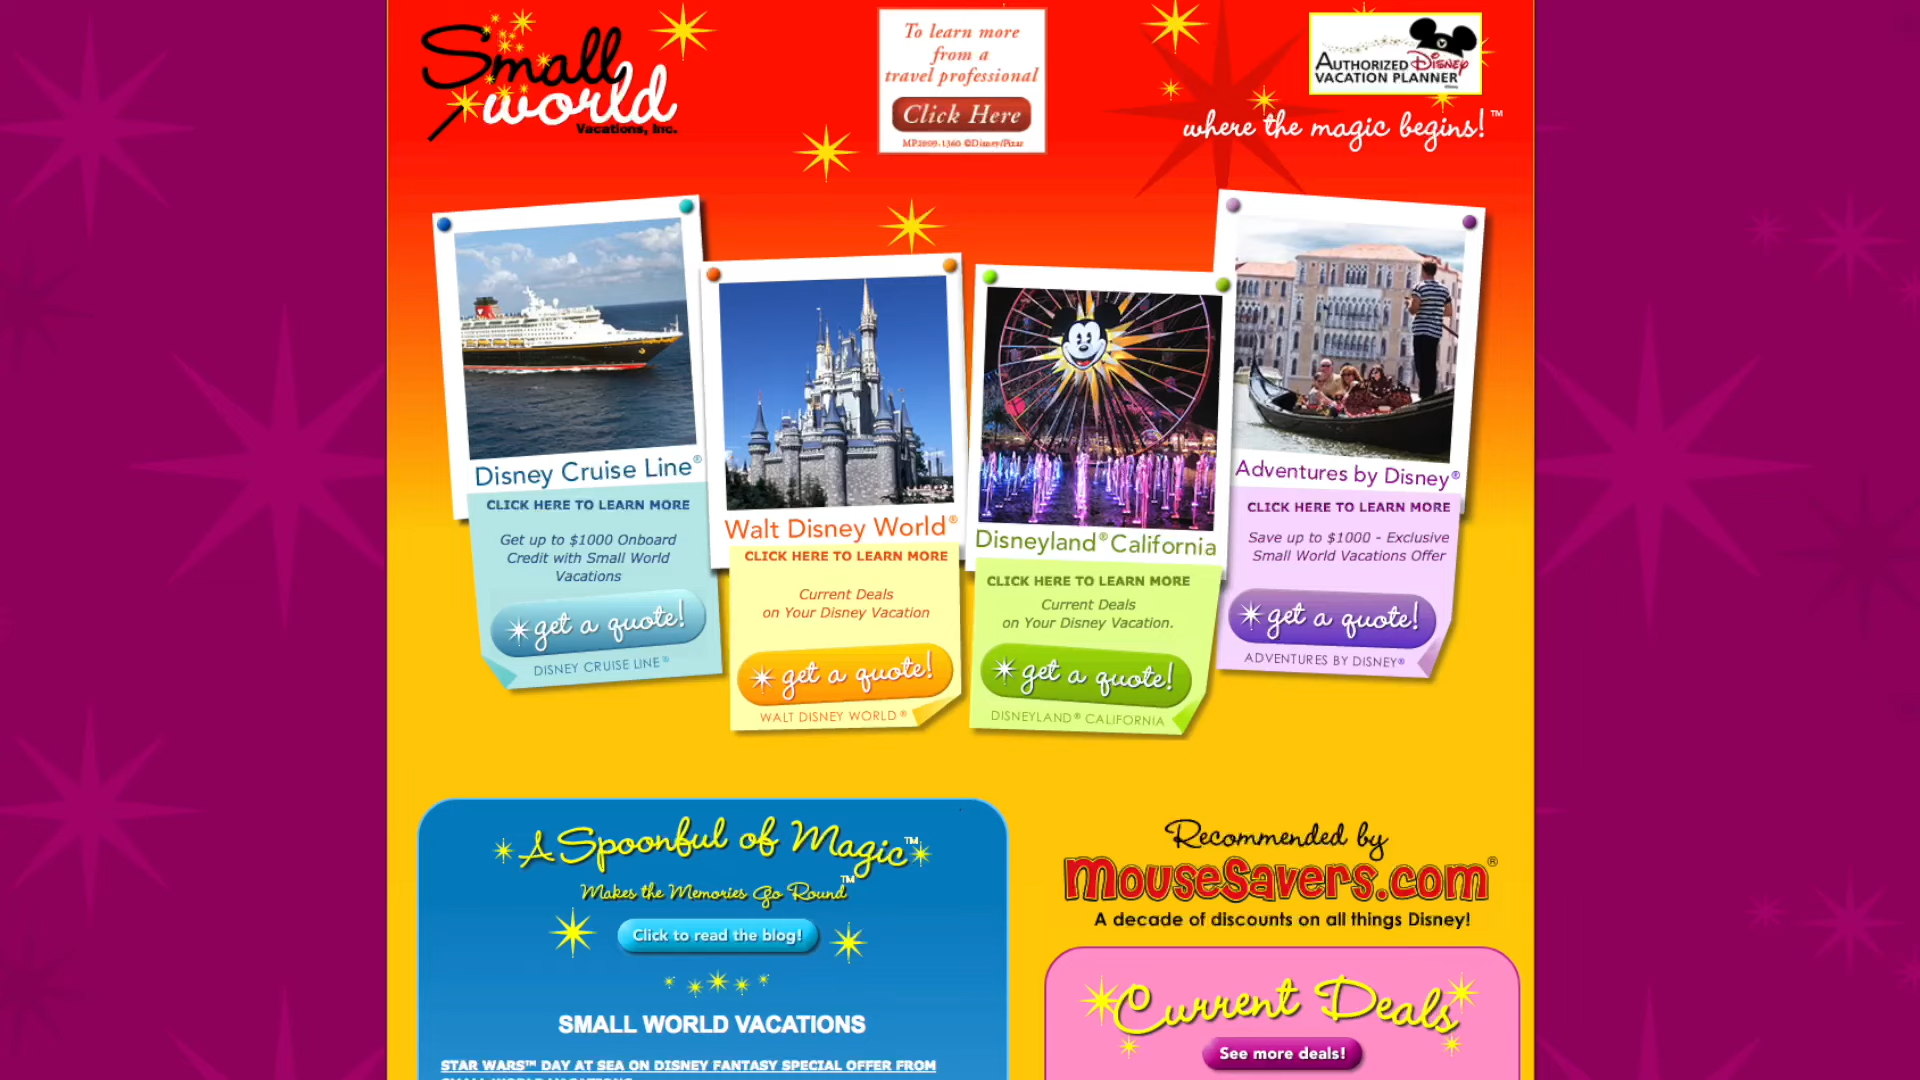 Small
world
Vacations, Inc.
To learn more
from a
travel professional
Click Here
MP2809-1360 ©Disney/Pixar
AUTHORIZED Disney
VACATION PLANNER
where the magic begins!™
Disney Cruise Line®
CLICK HERE TO LEARN MORE
Get up to $1000 Onboard
Credit with Small World
Vacations
get a quote!
DISNEY CRUISE LINE®
Walt Disney World®
CLICK HERE TO LEARN MORE
Current Deals
on Your Disney Vacation
get a quote!
WALT DISNEY WORLD®
Disneyland® California
CLICK HERE TO LEARN MORE
Current Deals
on Your Disney Vacation.
get a quote!
DISNEYLAND® CALIFORNIA
Adventures by Disney®
CLICK HERE TO LEARN MORE
Save up to $1000 - Exclusive
Small World Vacations Offer
get a quote!
ADVENTURES BY DISNEY®
A Spoonful of Magic™
Makes the Memories Go Round™
Click to read the blog!
SMALL WORLD VACATIONS
STAR WARS™ DAY AT SEA ON DISNEY FANTASY SPECIAL OFFER FROM
Recommended by
MouseSavers.com®
A decade of discounts on all things Disney!
Current Deals
See more deals!